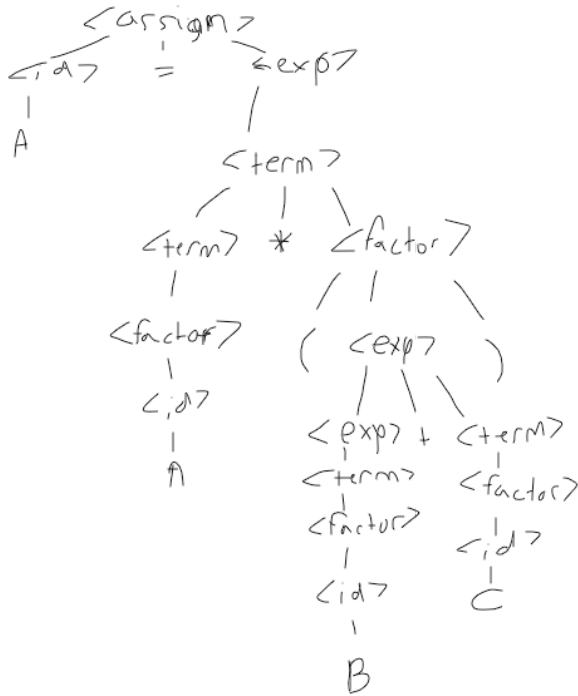 <assign>
<id> = <exp>
A
<term>
<term> * <factor>
<factor> ( <exp> )
<id>
<exp> + <term>
A
<term> <factor>
<factor>
<id>
<id> C
B